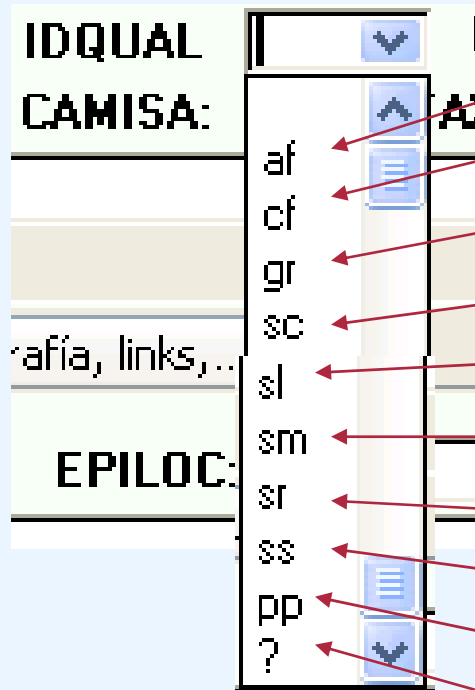 IDQUAL
CAMISA:
af
cf
gr
sc
rafía, links,...
sl
sm
EPILOC:
sr
ss
pp
?